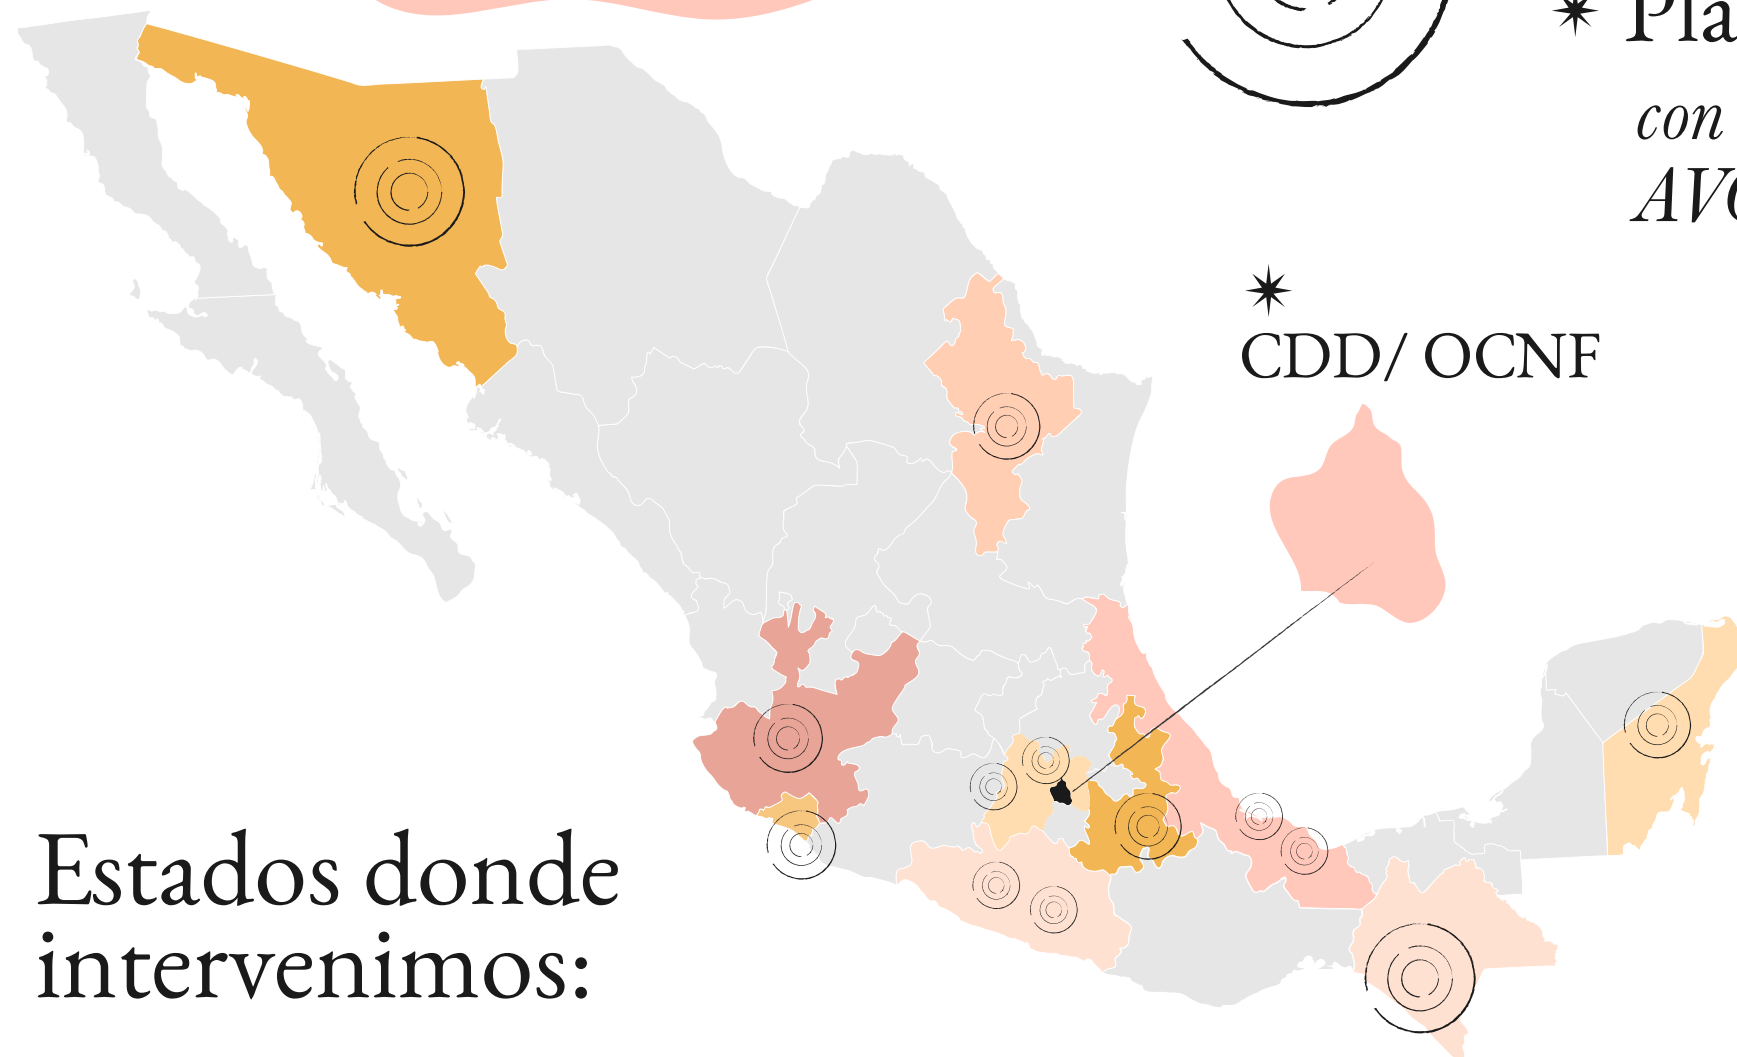 con
CDD/ OCNF
Estados donde
intervenimos: